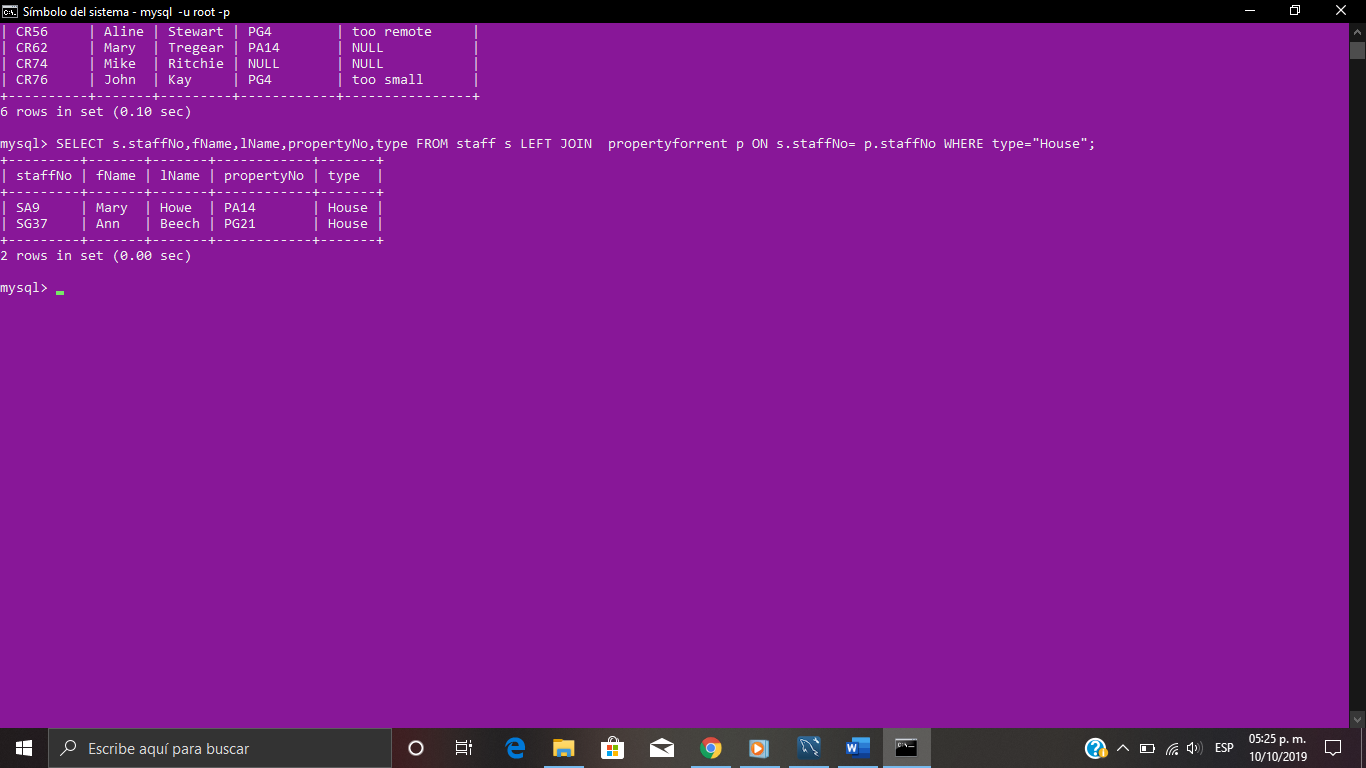 Símbolo del sistema - mysql -u root -p
| CR56     | Aline | Stewart | PG4        | too remote     |
| CR62     | Mary  | Tregear | PA14       | NULL           |
| CR74     | Mike  | Ritchie | NULL       | NULL           |
| CR76     | John  | Kay     | PG4        | too small      |
+----------+-------+---------+------------+----------------+
6 rows in set (0.10 sec)
mysql> SELECT s.staffNo,fName,lName,propertyNo,type FROM staff s LEFT JOIN  propertyforrent p ON s.staffNo= p.staffNo WHERE type="House";
+---------+-------+-------+------------+-------+
| staffNo | fName | lName | propertyNo | type  |
+---------+-------+-------+------------+-------+
| SA9     | Mary  | Howe  | PA14       | House |
| SG37    | Ann   | Beech | PG21       | House |
+---------+-------+-------+------------+-------+
2 rows in set (0.00 sec)
mysql>
Escribe aquí para buscar
ESP
05:25 p. m.
10/10/2019